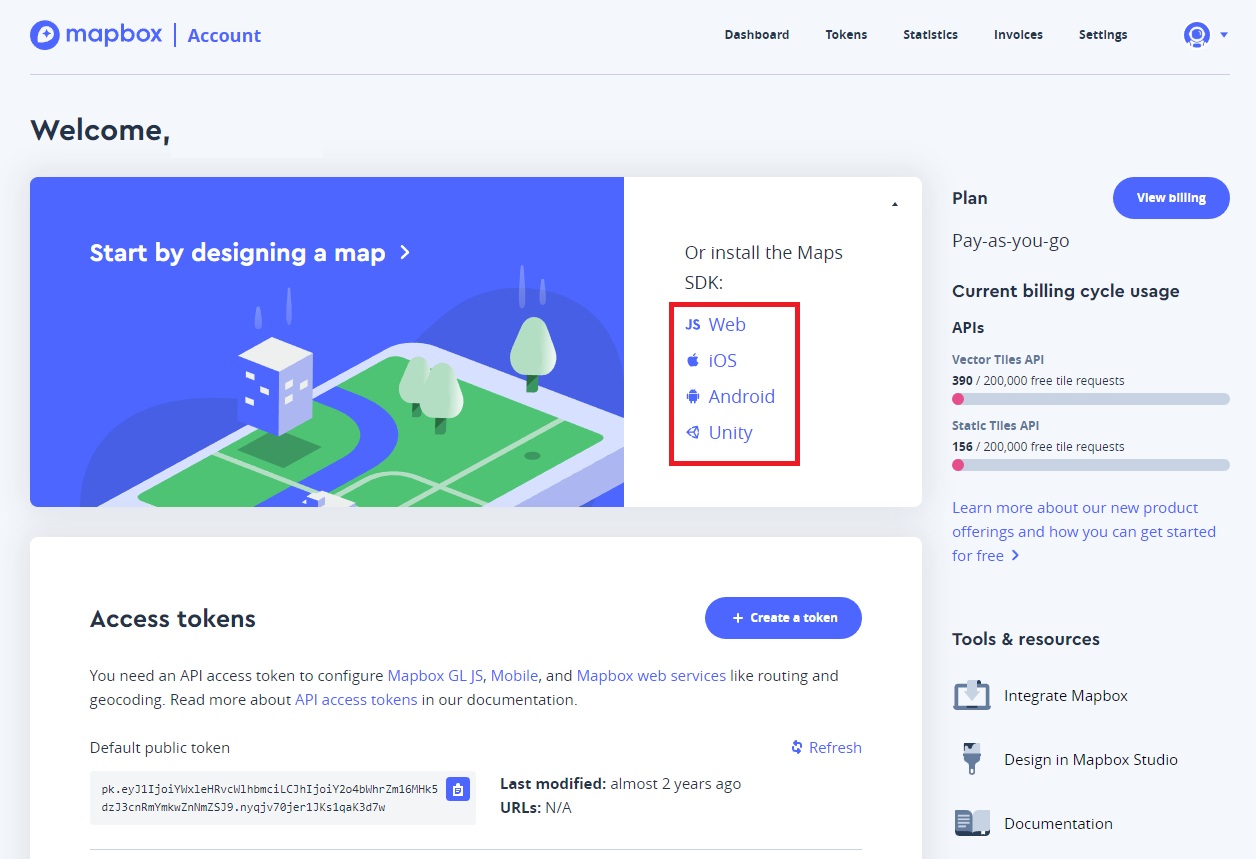 mapbox | Account
Dashboard
Tokens
Statistics
Invoices
Settings
Welcome,
Start by designing a map
Or install the Maps
SDK:
JS Web
iOS
Android
Unity
Plan
View billing
Pay-as-you-go
Current billing cycle usage
APIs
Vector Tiles API
390 / 200,000 free tile requests
Static Tiles API
156 / 200,000 free tile requests
Learn more about our new product
offerings and how you can get started
for free
Access tokens
+ Create a token
You need an API access token to configure Mapbox GL JS, Mobile, and Mapbox web services like routing and
geocoding. Read more about API access tokens in our documentation.
Default public token
Refresh
pk.eyJ1IjoiYWxleHRvcWlhbmciLCJhIjoiY2o4bWhrZm16MHk5
dzJ3cnRmYmkwZnNmZSJ9.nyqjv70jer1JKs1qaK3d7w
Last modified: almost 2 years ago
URLs: N/A
Tools & resources
Integrate Mapbox
Design in Mapbox Studio
Documentation